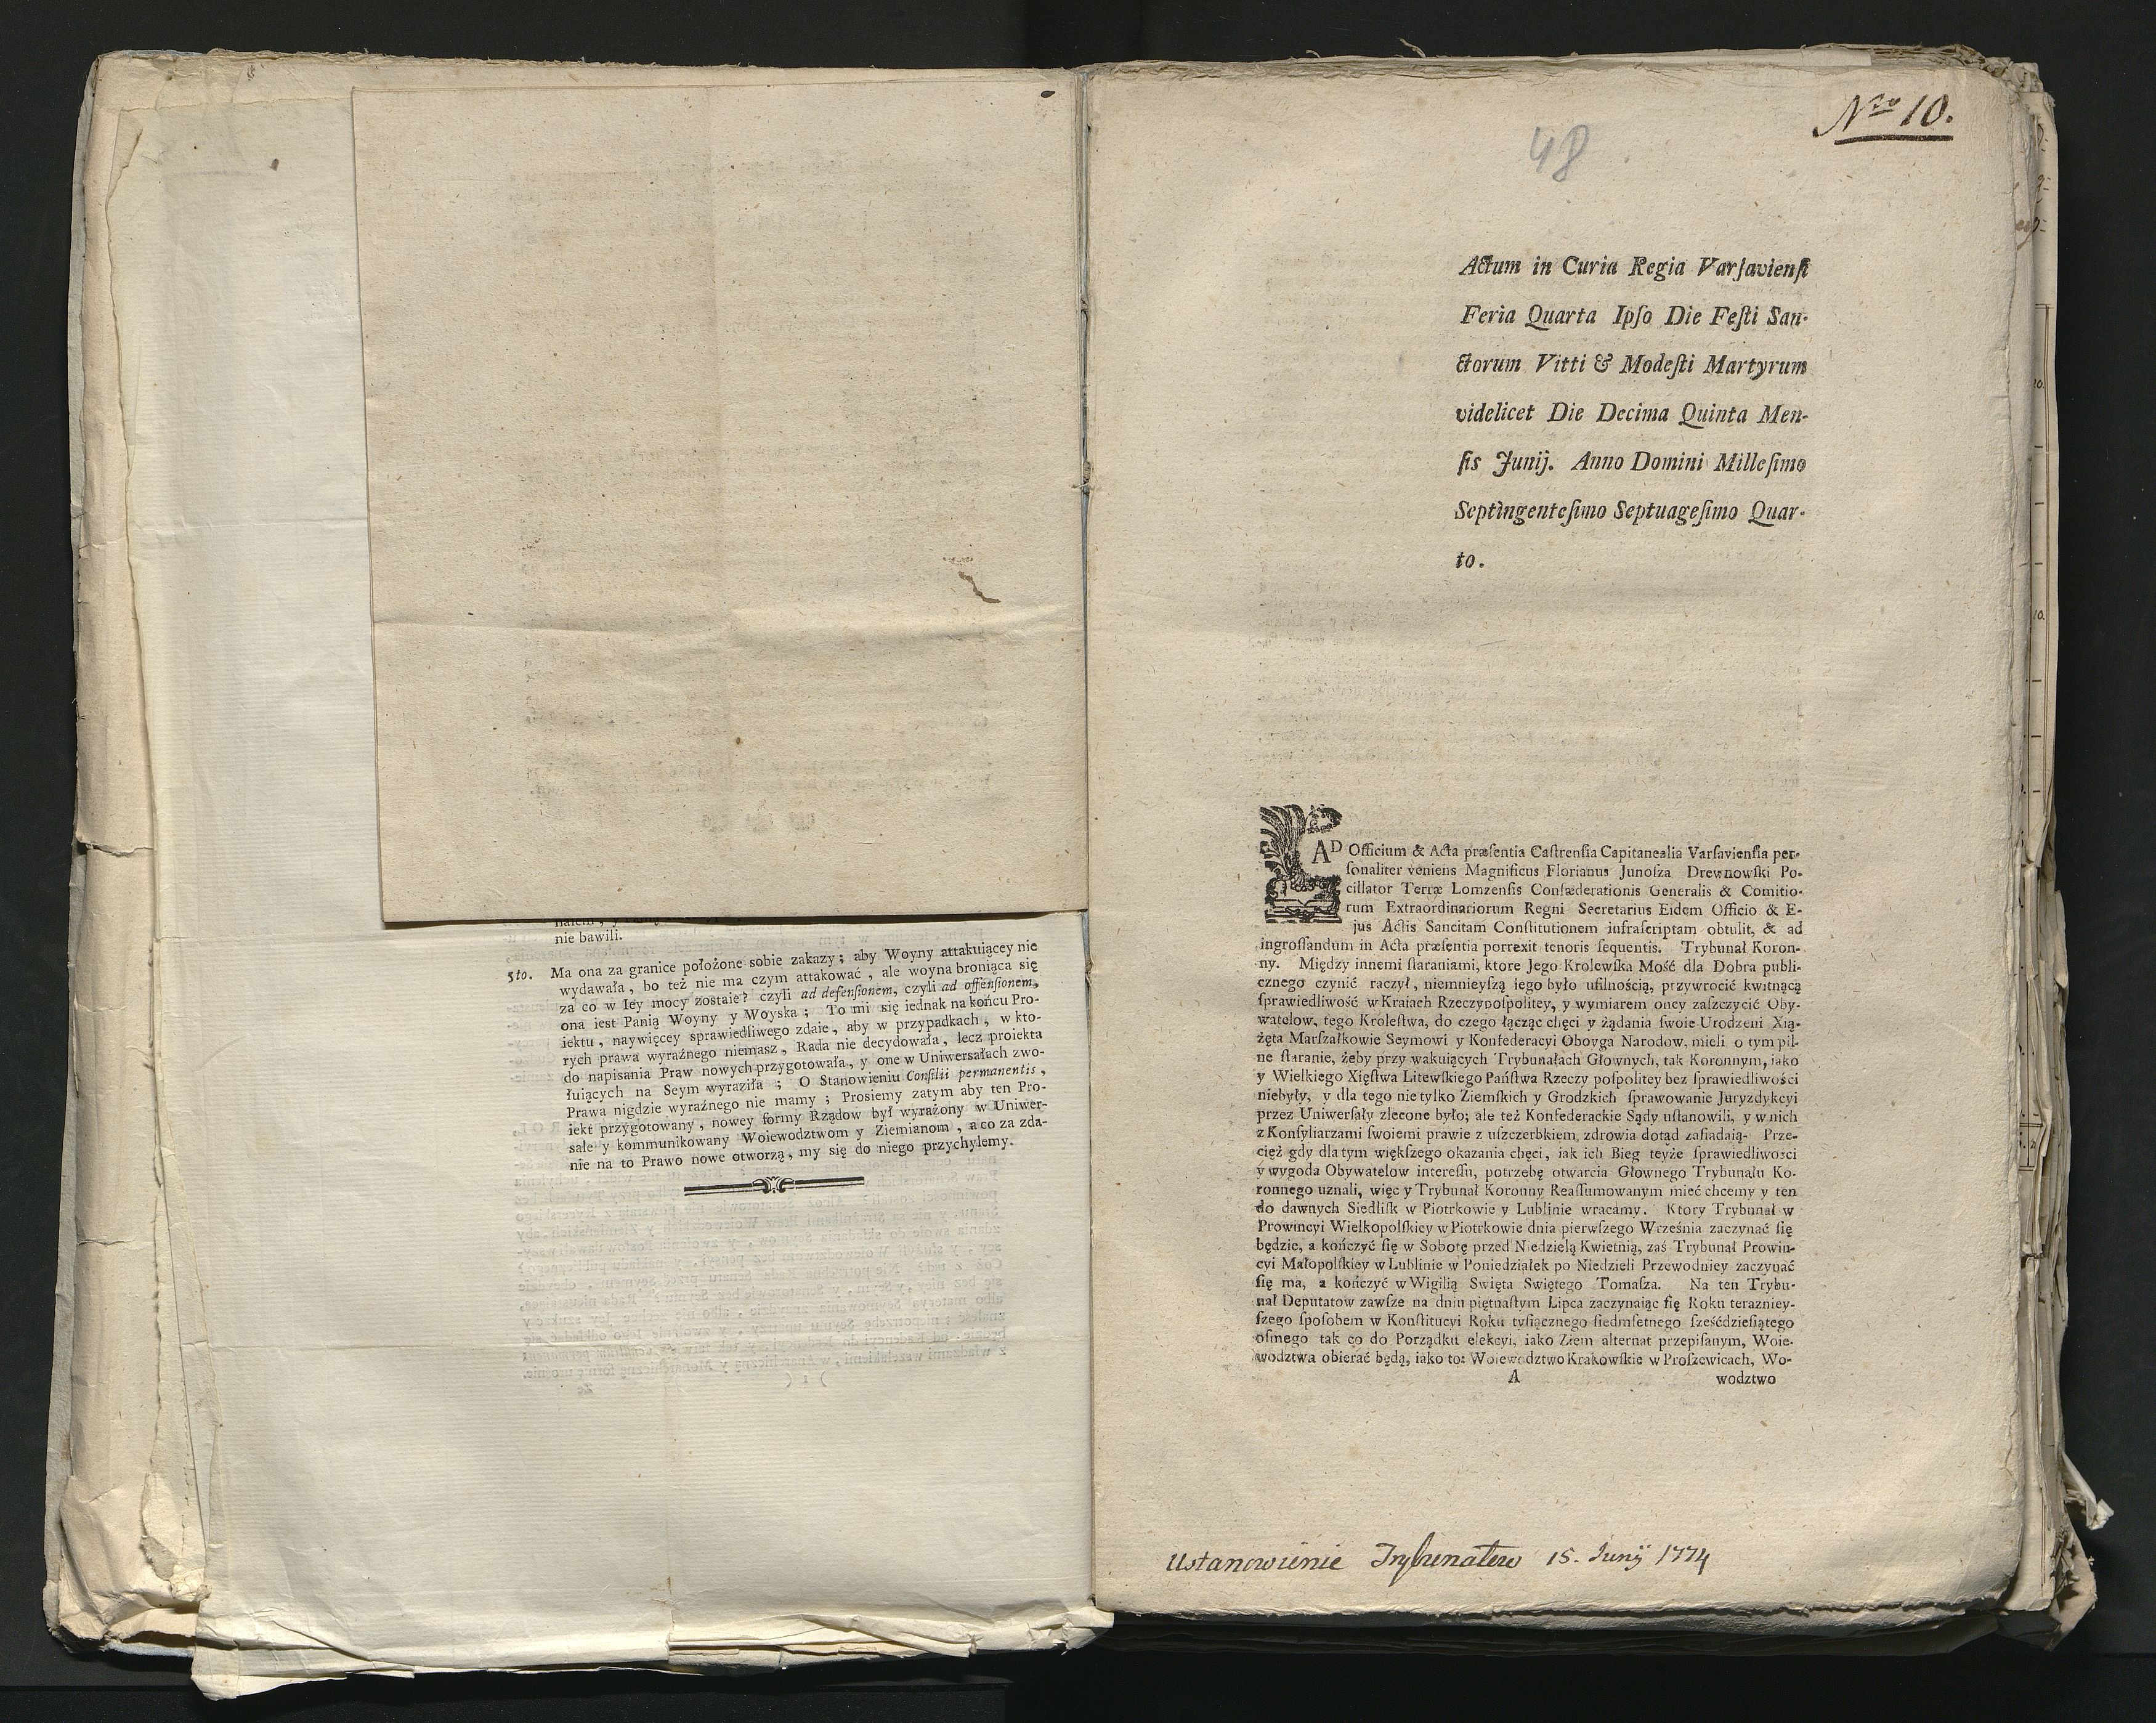 nie bawili.
5to. Ma ona za granice położone sobie zakazy; aby Woyny attakuiącey nie
wydawała, bo też nie ma czym attakować, ale woyna broniąca się
za co w Iey mocy zostaie? czyli ad defensionem, czyli ad offensionem,
ona iest Panią Woyny y Woyska; To mi się iednak na końcu Pro-
iektu, naywięcey sprawiedliwego zdaie, aby w przypadkach, w kto-
rych prawa wyraźnego niemasz, Rada nie decydowała, lecz proiekta
do napisania Praw nowych przygotowała, y one w Uniwersałach zwo-
łuiących na Seym wyraziła; O Stanowieniu Consilii permanentis,
Prawa nigdzie wyraźnego nie mamy; Prosiemy zatym aby ten Pro-
iekt przygotowany, nowey formy Rządow był wyrażony w Uniwer-
sale y kommunikowany Woiewodztwom y Ziemianom, a co za zda-
nie na to Prawo nowe otworzą, my się do niego przychylemy.
Nro 10.
48
Actum in Curia Regia Varſavienſi
Feria Quarta Ipſo Die Feſti San-
ctorum Vitti & Modeſti Martyrum
videlicet Die Decima Quinta Men-
ſis Junij. Anno Domini Milleſimo
Septingenteſimo Septuageſimo Quar-
to.
AD Officium & Acta præſentia Caſtrenſia Capitanealia Varſavienſia per-
ſonaliter veniens Magnificus Florianus Junoſza Drewnowſki Po-
cillator Terræ Lomzenſis Confæderationis Generalis & Comitio-
rum Extraordinariorum Regni Secretarius Eidem Officio & E-
jus Actis Sancitam Conſtitutionem infraſcriptam obtulit, & ad
ingroſſandum in Acta præſentia porrexit tenoris ſequentis. Trybunał Koron-
ny. Między innemi ſtaraniami, ktore Jego Krolewſka Mość dla Dobra publi-
cznego czynić raczył, niemnieyſzą iego było uſilnością, przywrocić kwitnącą
ſprawiedliwość w Kraiach Rzeczypoſpolitey, y wymiarem oney zaſzczycić Oby-
watelow, tego Kroleſtwa, do czego łącząc chęci y żądania ſwoie Urodzeni Xią-
żęta Marſzałkowie Seymowi y Konfederacyi Oboyga Narodow, mieli o tym pil-
ne ſtaranie, żeby przy wakuiących Trybunałach Głownych, tak Koronnym, iako
y Wielkiego Xięſtwa Litewſkiego Pańſtwa Rzeczy poſpolitey bez ſprawiedliwości
niebyły, y dla tego nietylko Ziemſkich y Grodzkich ſprawowanie Juryzdykcyi
przez Uniwerſały zlecone było; ale też Konfederackie Sądy uſtanowili, y w nich
z Konſyliarzami ſwoiemi prawie z uſzczerbkiem zdrowia dotąd zaſiadaią. Prze-
cięż gdy dla tym większego okazania chęci, iak ich Bieg teyże ſprawiedliwości
y wygoda Obywatelow intereſſu, potrzebę otwarcia Głownego Trybunału Ko-
ronnego uznali, więc y Trybunał Koronny Reaſſumowanym mieć chcemy y ten
do dawnych Siedliſk w Piotrkowie y Lublinie wracamy. Ktory Trybunał w
Prowincyi Wielkopolſkiey w Piotrkowie dnia pierwſzego Września zaczynać ſię
będzie, a kończyć ſię w Sobotę przed Niedzielą Kwietnią, zaś Trybunał Prowin-
cyi Małopolſkiey w Lublinie w Poniedziałek po Niedzieli Przewodniey zaczynać
ſię ma, a kończyć w Wigilią Swięta Swiętego Tomaſza. Na ten Trybu-
nał Deputatow zawſze na dniu piętnaſtym Lipca zaczynaiąc ſię Roku terazniey-
ſzego ſpoſobem w Konſtitucyi Roku tyſiącznego ſiedmſetnego ſześćdzieſiątego
oſmego tak co do Porządku elekcyi, iako Ziem alternat przepiſanym, Woie-
wodztwa obierać będą, iako to: Woiewodztwo Krakowſkie w Proſzewicach, Wo-
A wodztwo
Ustanowienie Trybunałow 15. Junij 1774